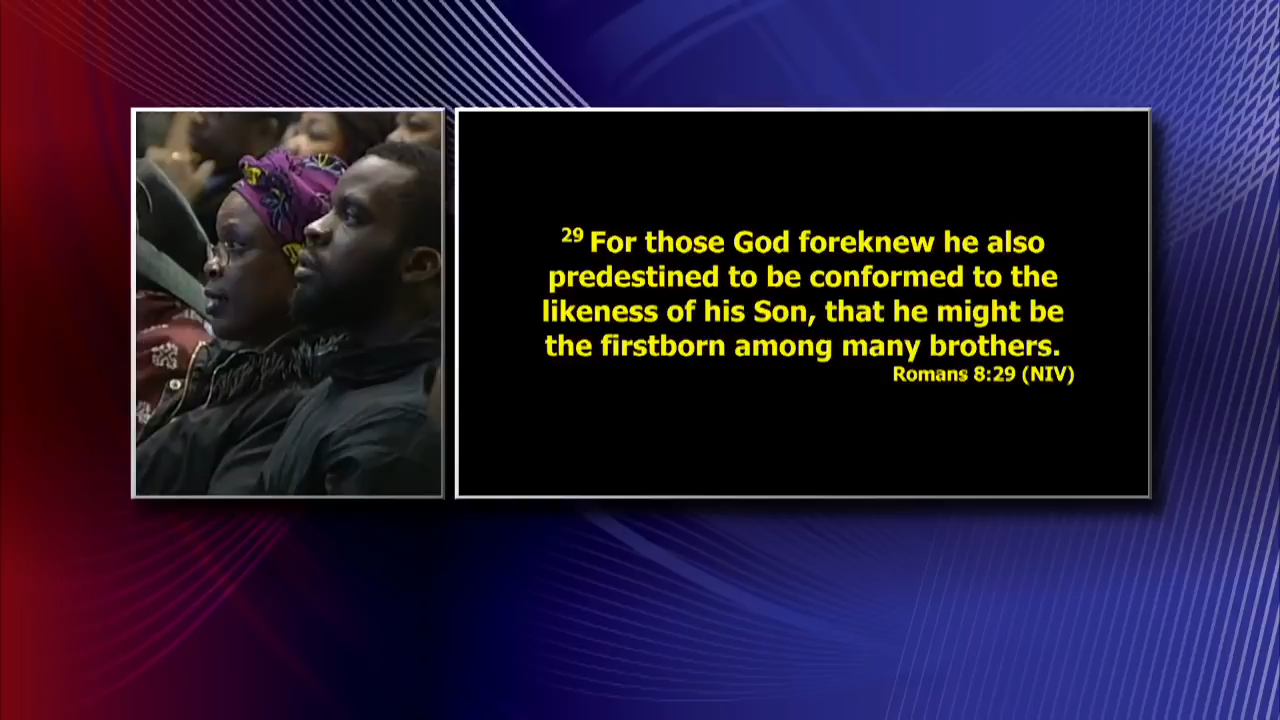 29 For those God foreknew he also
predestined to be conformed to the
likeness of his Son, that he might be
the firstborn among many brothers.
Romans 8:29 (NIV)